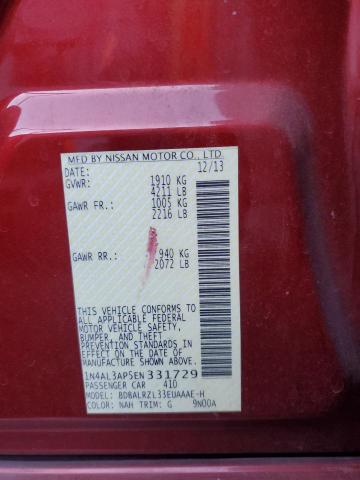 MFD BY NISSAN MOTOR CO., LTD
DATE: 12/13
GVWR: 1910 KG
4211 LB
GAWR FR.: 1005 KG
2216 LB
GAWR RR.: 940 KG
2072 LB
THIS VEHICLE CONFORMS TO
ALL APPLICABLE FEDERAL
MOTOR VEHICLE SAFETY,
BUMPER, AND THEFT
PREVENTION STANDARDS
IN EFFECT ON THE DATE OF
MANUFACTURE SHOWN ABOVE.
1N4AL3AP5EN331729
PASSENGER CAR 410
MODEL: BDBALRZL33EUAAAE-H
COLOR: NAH TRIM: G 9N00A